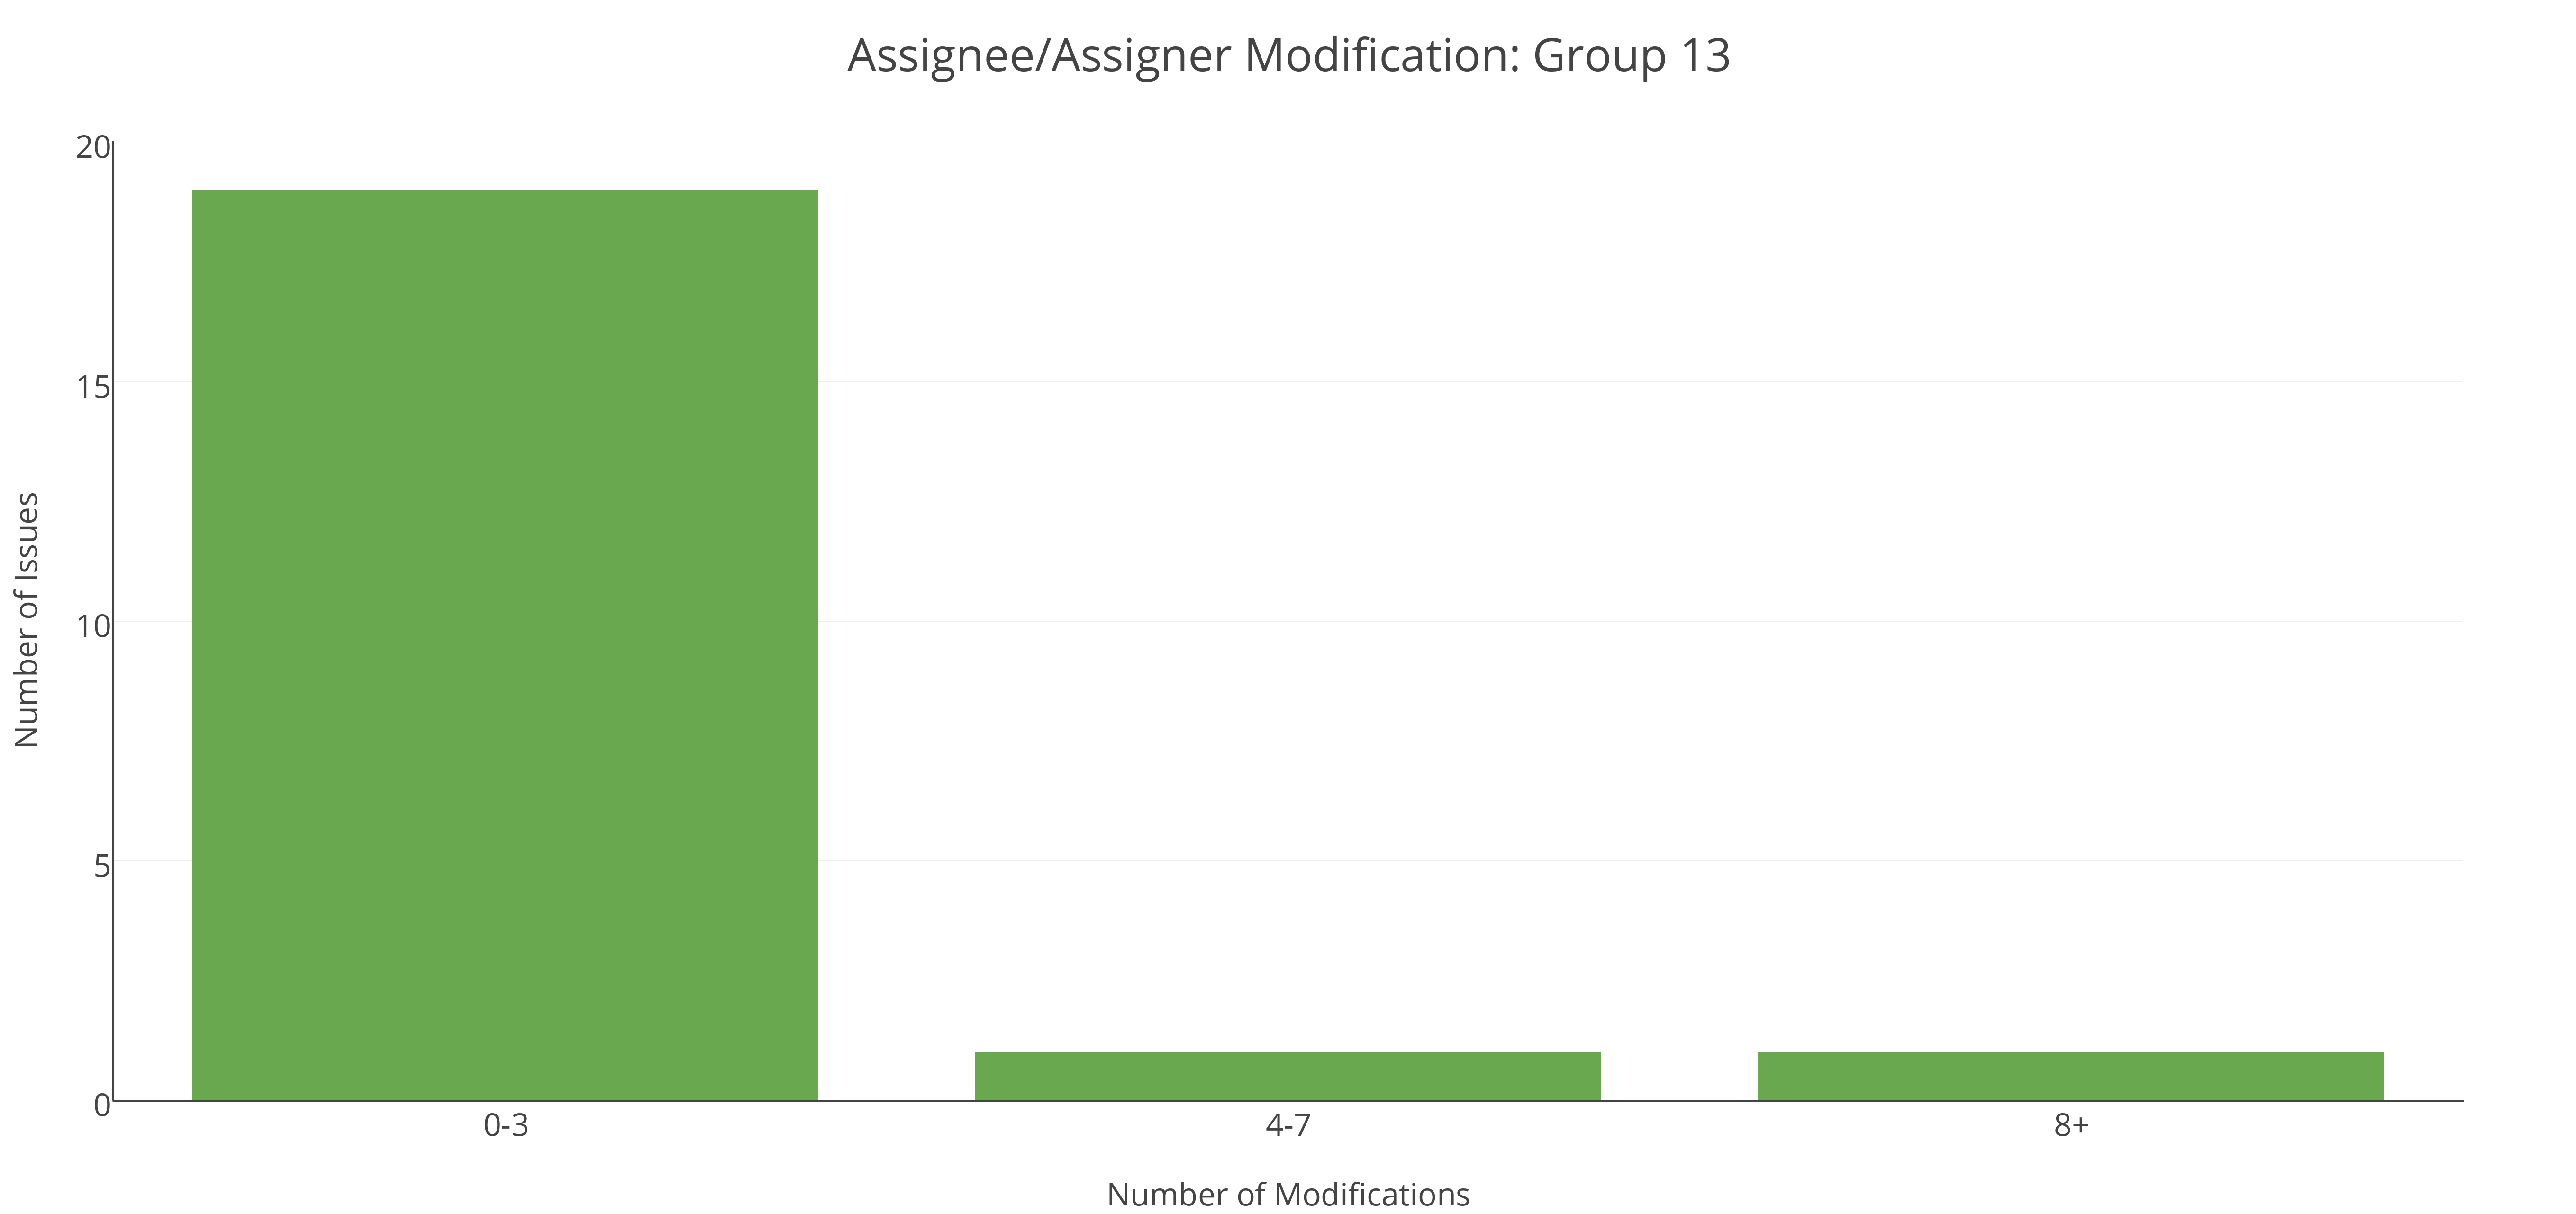 Assignee/Assigner Modification: Group 13
20
15
10
5
0
Number of Issues
0-3
4-7
8+
Number of Modifications